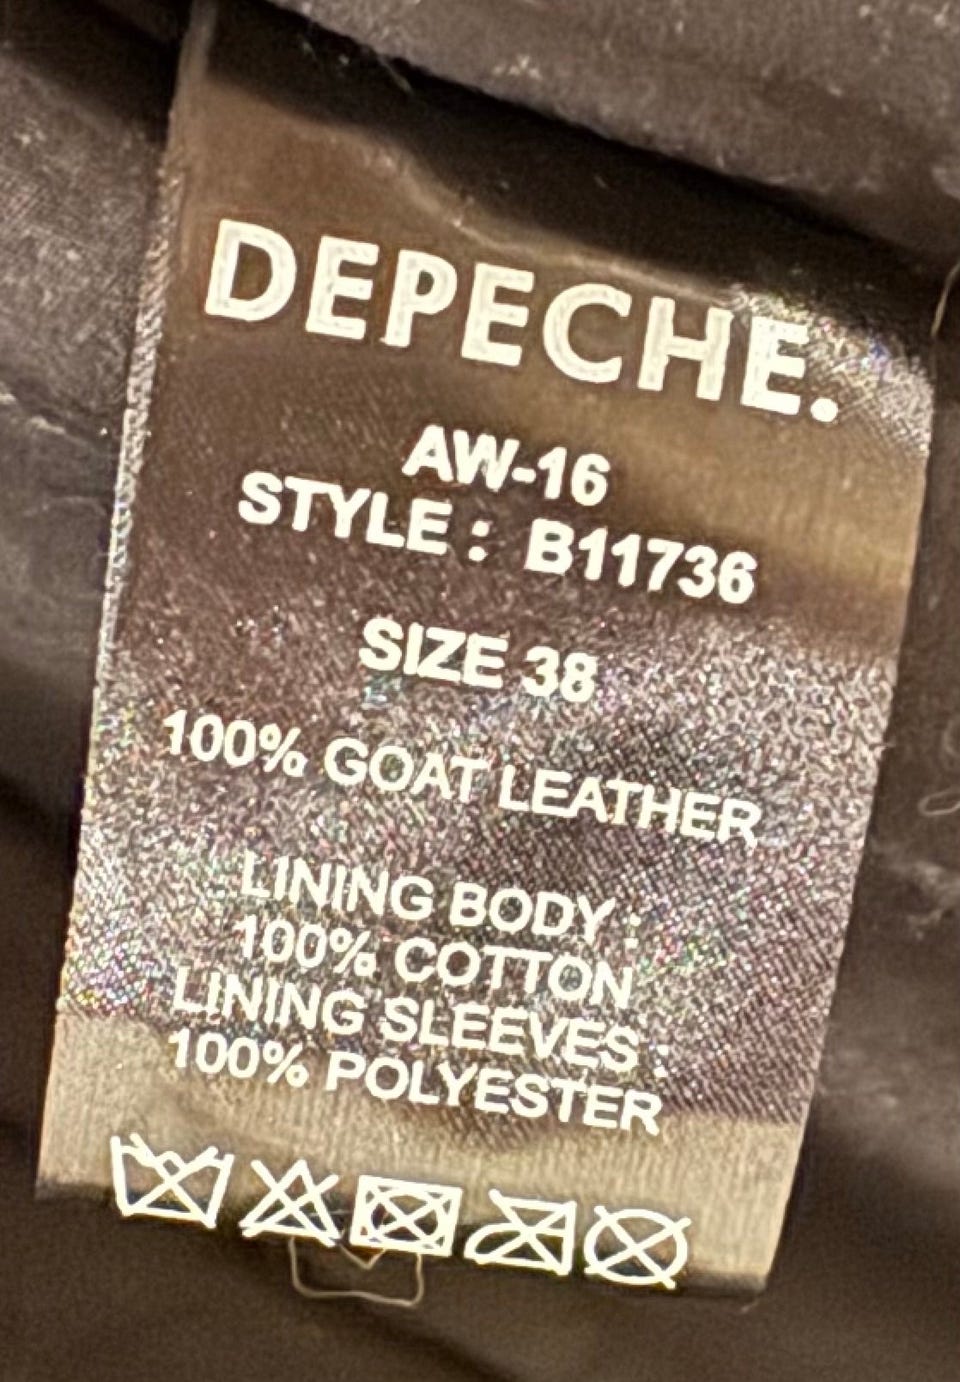 DEPECHE.
AW-16
STYLE : B11736
SIZE 38
100% GOAT LEATHER
LINING BODY :
100% COTTON
LINING SLEEVES :
100% POLYESTER